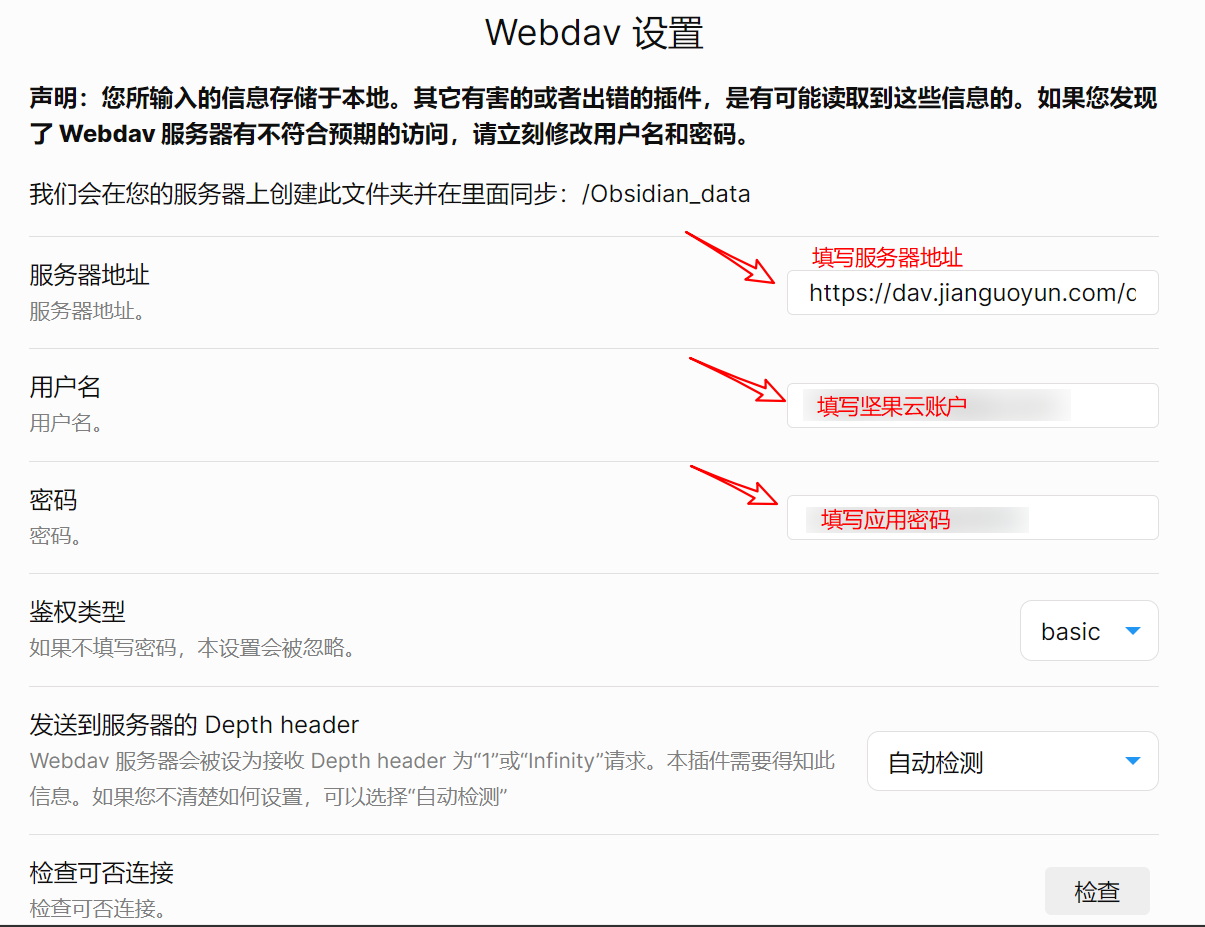 Webdav 设置
声明：您所输入的信息存储于本地。其它有害的或者出错的插件，是有可能读取到这些信息的。如果您发现
了 Webdav 服务器有不符合预期的访问，请立刻修改用户名和密码。
我们会在您的服务器上创建此文件夹并在里面同步：/Obsidian_data
填写服务器地址
服务器地址
https://dav.jianguoyun.com/c
服务器地址。
用户名
填写坚果云账户
用户名。
密码
填写应用密码
密码。
鉴权类型
basic
如果不填写密码，本设置会被忽略。
发送到服务器的 Depth header
Webdav 服务器会被设为接收 Depth header 为“1”或“Infinity”请求。本插件需要得知此
自动检测
信息。如果您不清楚如何设置，可以选择“自动检测”
检查可否连接
检查
检查可否连接。